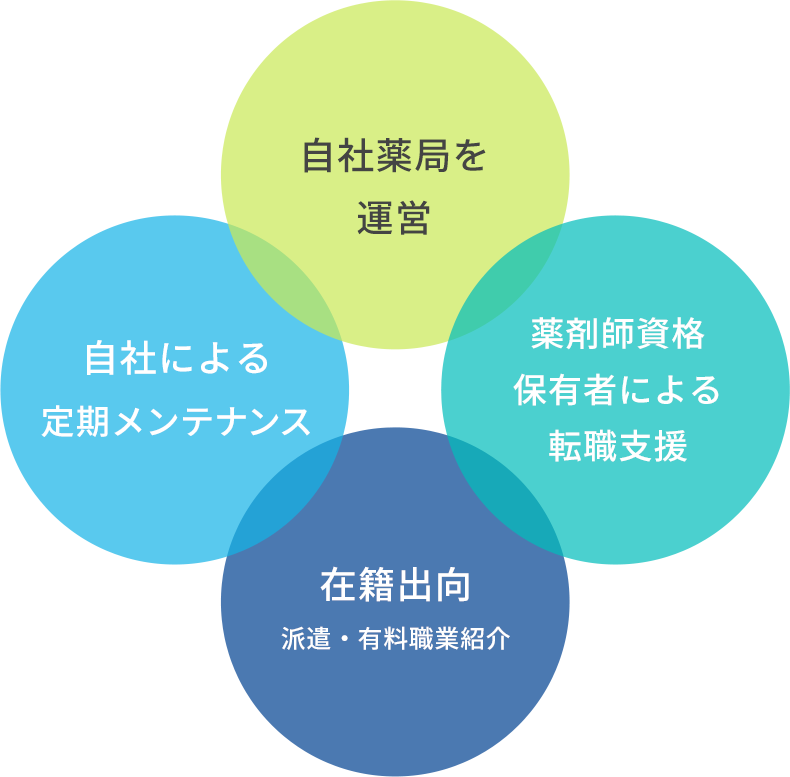 自社薬局を
運営
自社による
定期メンテナンス
薬剤師資格
保有者による
転職支援
在籍出向
派遣・有料職業紹介